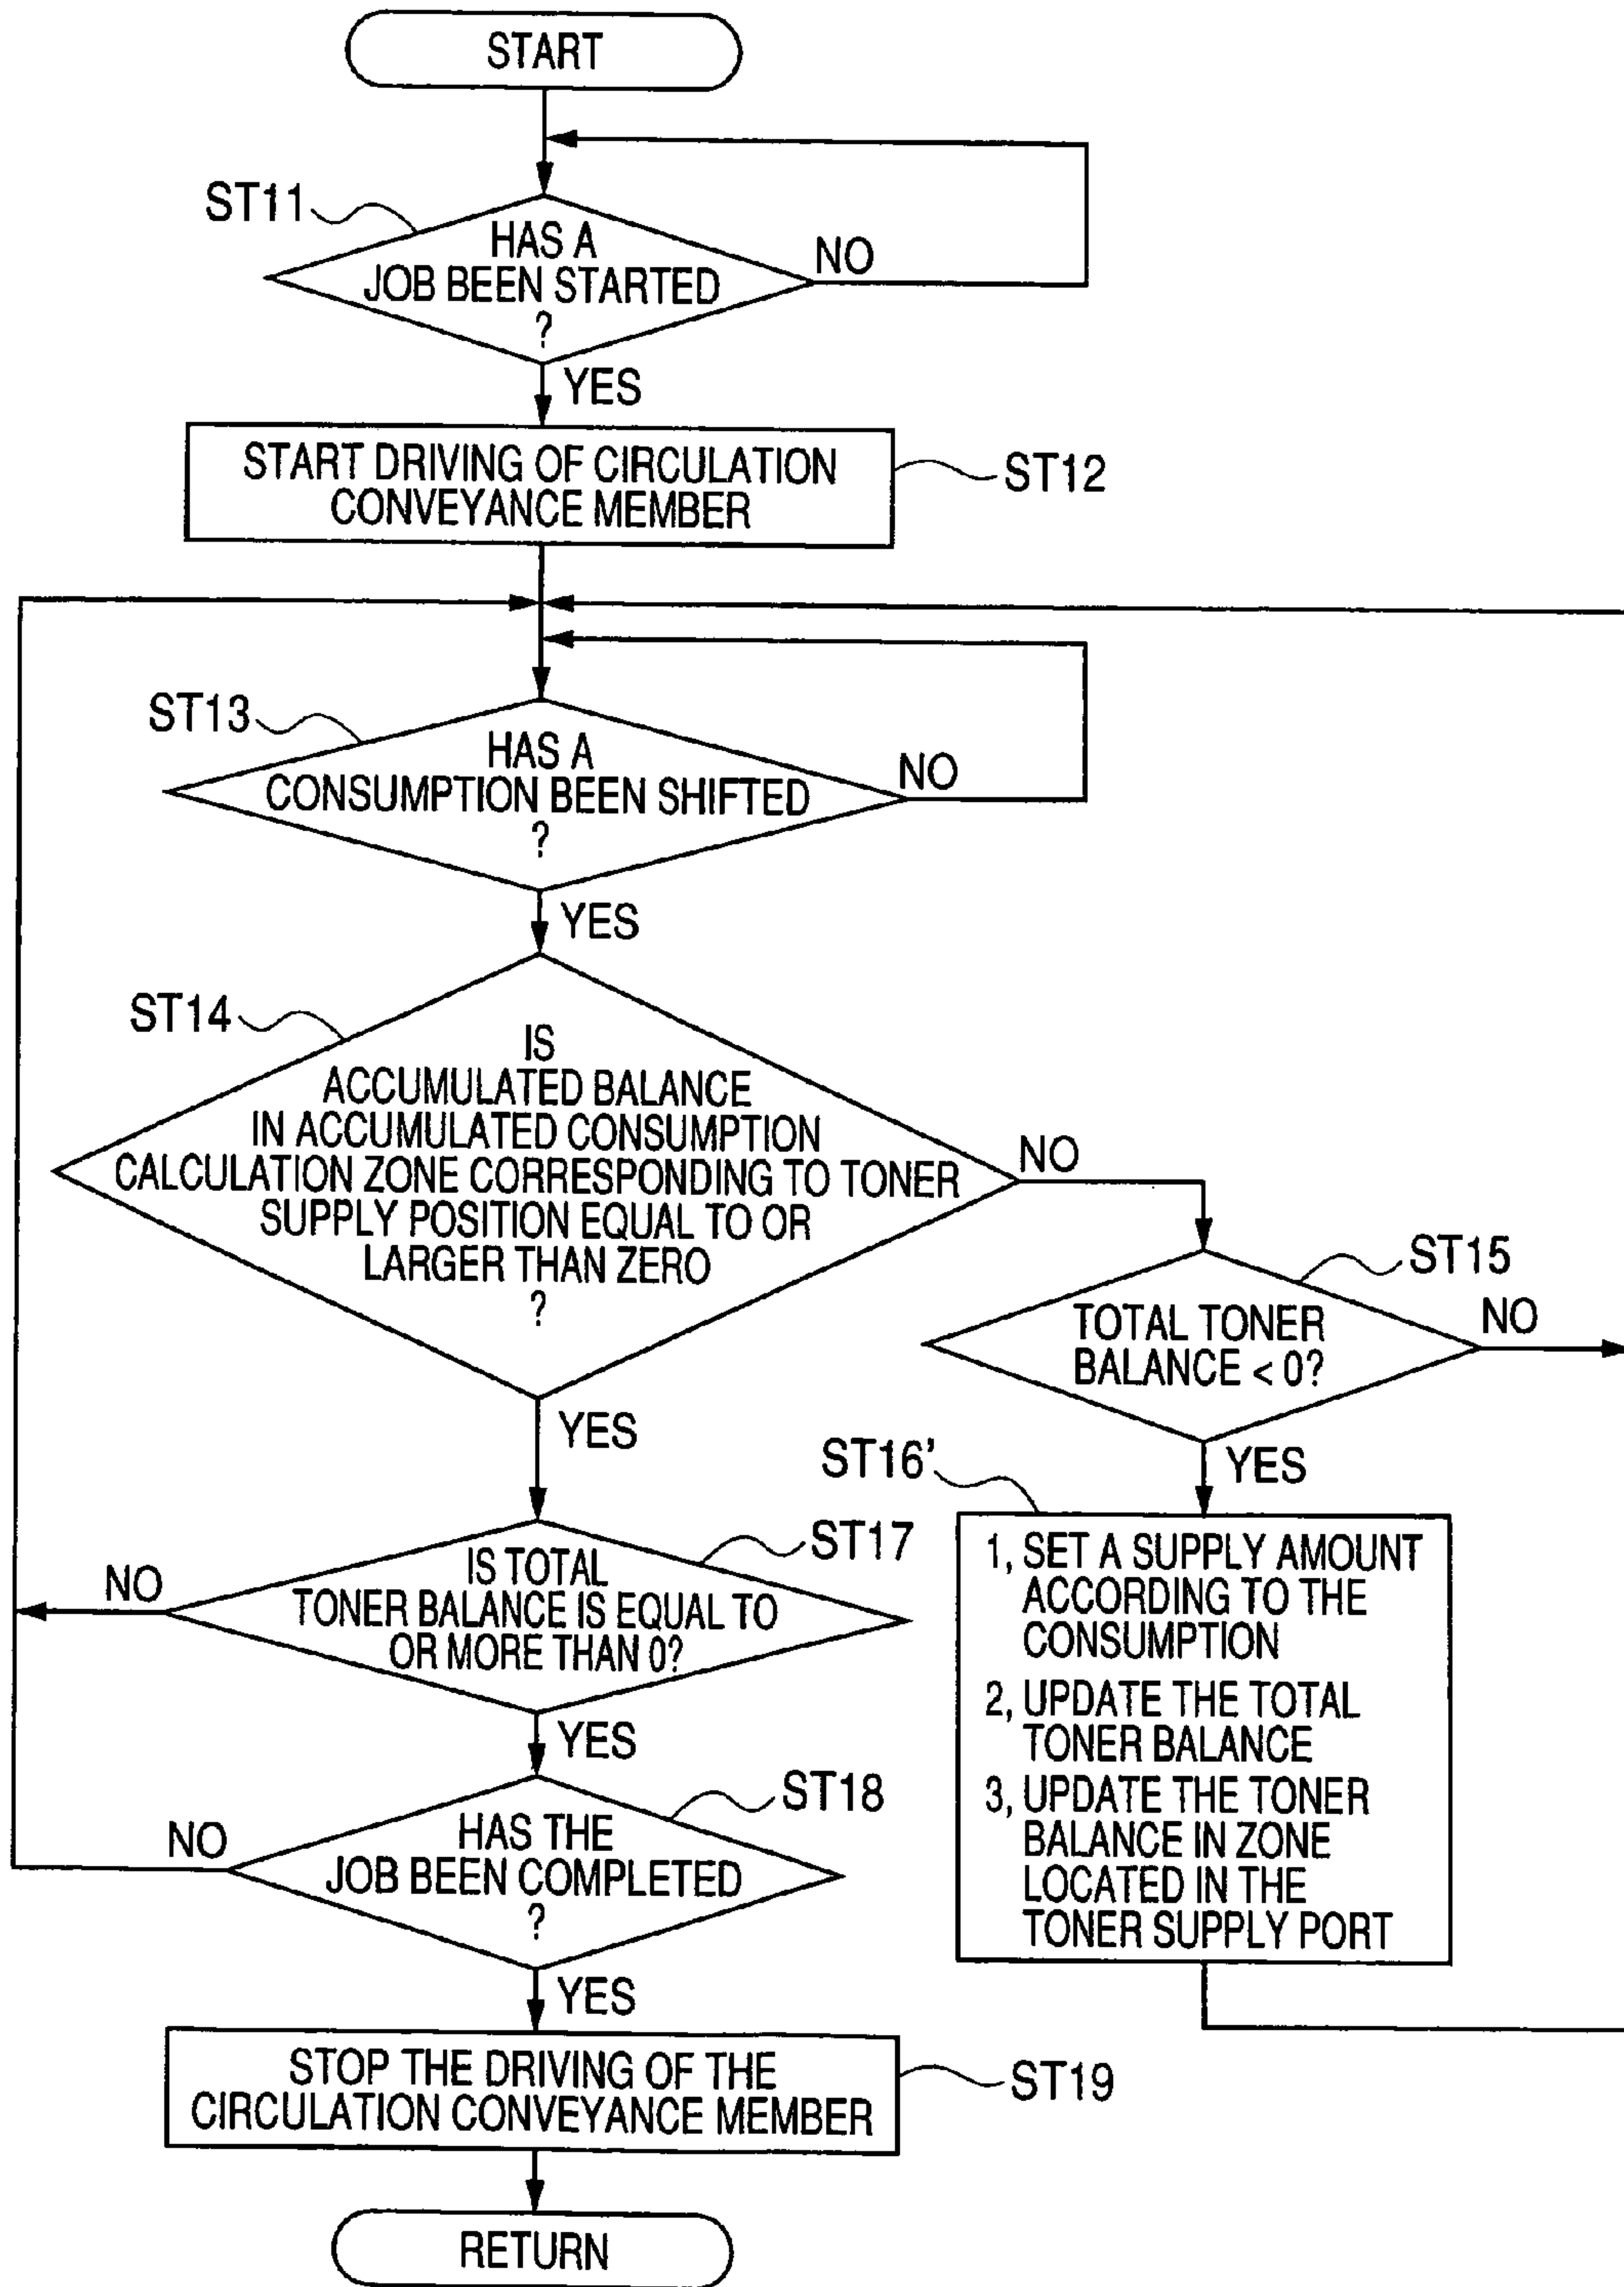 START
ST11
HAS A
JOB BEEN STARTED
?
NO
YES
START DRIVING OF CIRCULATION
CONVEYANCE MEMBER
ST12
ST13
HAS A
CONSUMPTION BEEN SHIFTED
?
NO
YES
ST14
IS
ACCUMULATED BALANCE
IN ACCUMULATED CONSUMPTION
CALCULATION ZONE CORRESPONDING TO TONER
SUPPLY POSITION EQUAL TO OR
LARGER THAN ZERO
?
NO
YES
ST15
TOTAL TONER
BALANCE < 0?
NO
YES
ST16'
1, SET A SUPPLY AMOUNT
ACCORDING TO THE
CONSUMPTION
2, UPDATE THE TOTAL
TONER BALANCE
3, UPDATE THE TONER
BALANCE IN ZONE
LOCATED IN THE
TONER SUPPLY PORT
ST17
IS TOTAL
TONER BALANCE IS EQUAL TO
OR MORE THAN 0?
NO
YES
ST18
HAS THE
JOB BEEN COMPLETED
?
NO
YES
STOP THE DRIVING OF THE
CIRCULATION CONVEYANCE MEMBER
ST19
RETURN